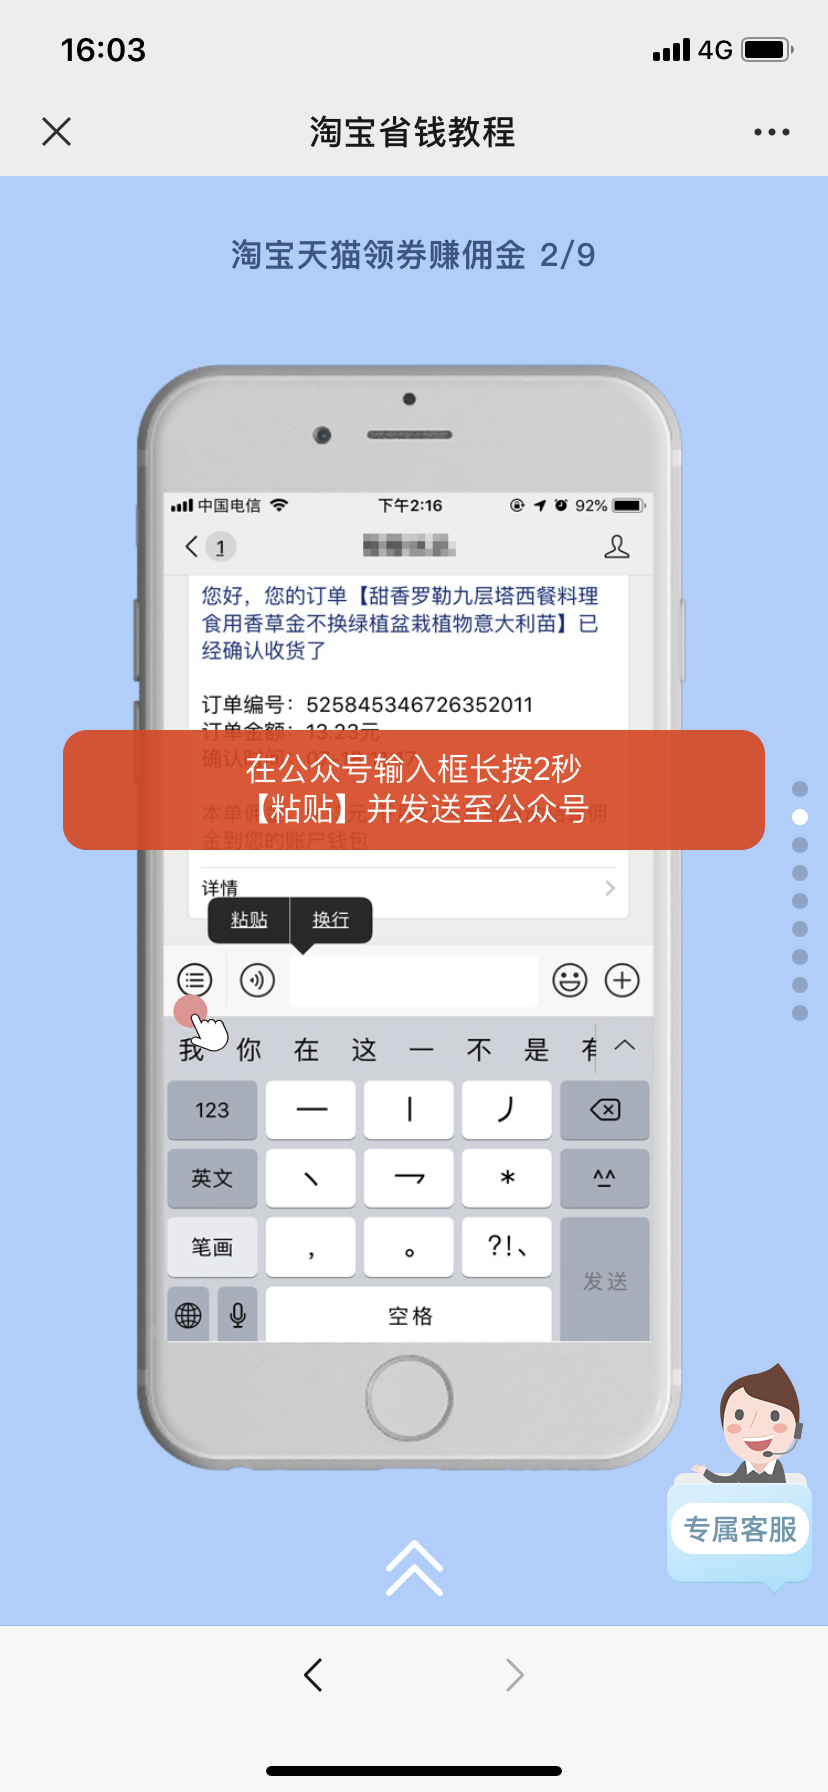 16:03
4G
淘宝省钱教程
淘宝天猫领券赚佣金 2/9
中国电信
下午2:16
92%
1
您好，您的订单【甜香罗勒九层塔西餐料理
食用香草金不换绿植盆栽植物意大利苗】已
经确认收货了
订单编号：525845346726352011
订单金额：13.23元
确认时间
在公众号输入框长按2秒
【粘贴】并发送至公众号
金到您的账户钱包
详情
粘贴 换行
我 你 在 这 一 不 是 有
123 一 丨 丿
英文 丶 乛 * ^^
笔画 ， 。 ?!、
发送
空格
专属客服